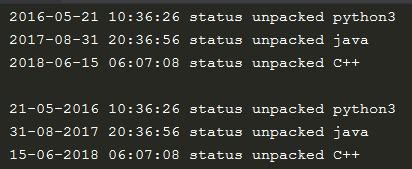 2016-05-21 10:36:26 status unpacked python3
2017-08-31 20:36:56 status unpacked java
2018-06-15 06:07:08 status unpacked C++
21-05-2016 10:36:26 status unpacked python3
31-08-2017 20:36:56 status unpacked java
15-06-2018 06:07:08 status unpacked C++